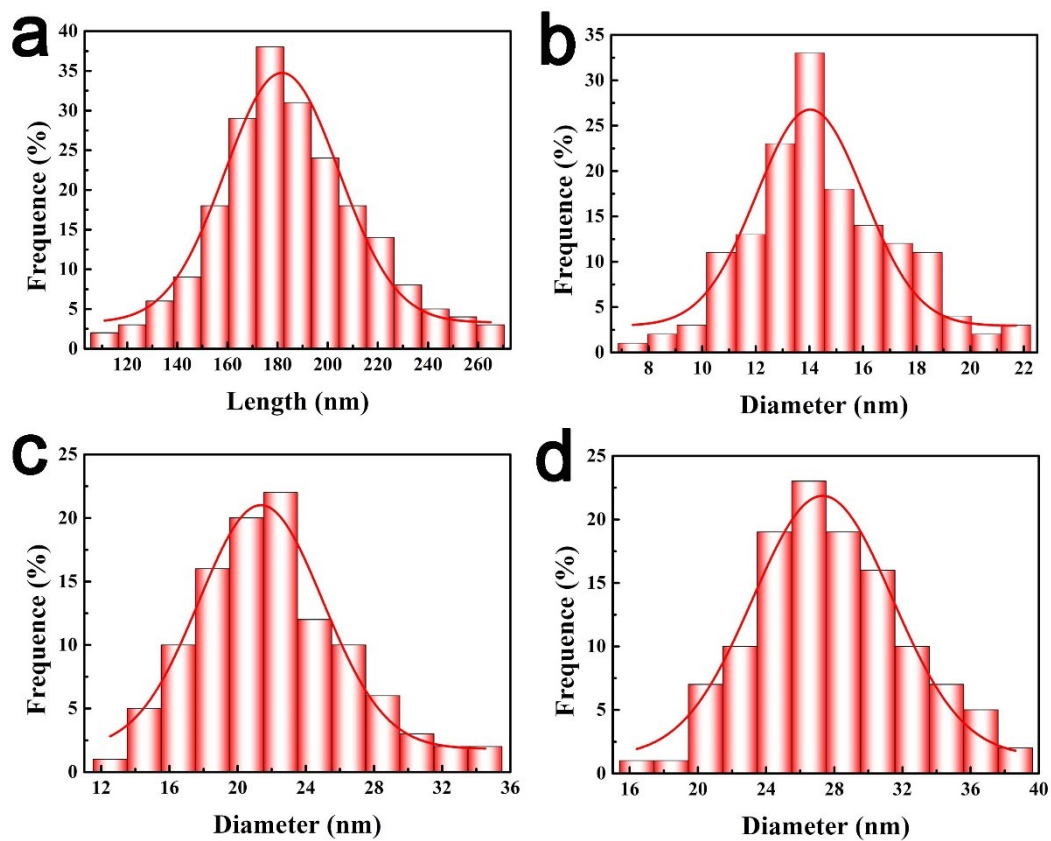 a
40
35
30
25
20
15
10
5
0
Frequence (%)
120 140 160 180 200 220 240 260
Length (nm)
b
35
30
25
20
15
10
5
0
Frequence (%)
8 10 12 14 16 18 20 22
Diameter (nm)
c
25
20
15
10
5
0
Frequence (%)
12 16 20 24 28 32 36
Diameter (nm)
d
25
20
15
10
5
0
Frequence (%)
16 20 24 28 32 36 40
Diameter (nm)